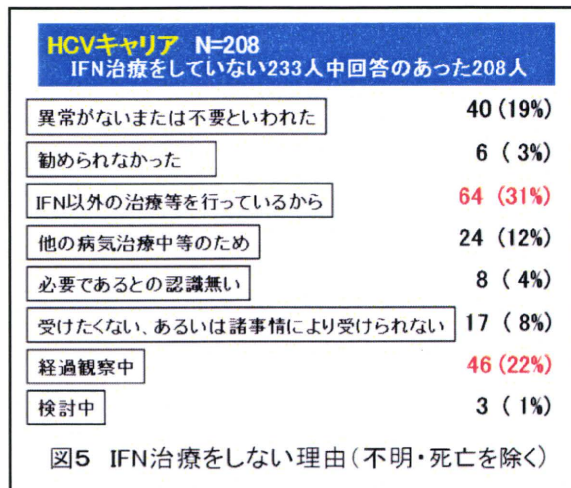 HCVキャリア N=208
IFN治療をしていない233人中回答のあった208人
異常がないまたは不要といわれた 40 (19%)
勧められなかった 6 ( 3%)
IFN以外の治療等を行っているから 64 (31%)
他の病気治療中等のため 24 (12%)
必要であるとの認識無い 8 ( 4%)
受けたくない、あるいは諸事情により受けられない 17 ( 8%)
経過観察中 46 (22%)
検討中 3 ( 1%)
図5 IFN治療をしない理由(不明・死亡を除く)